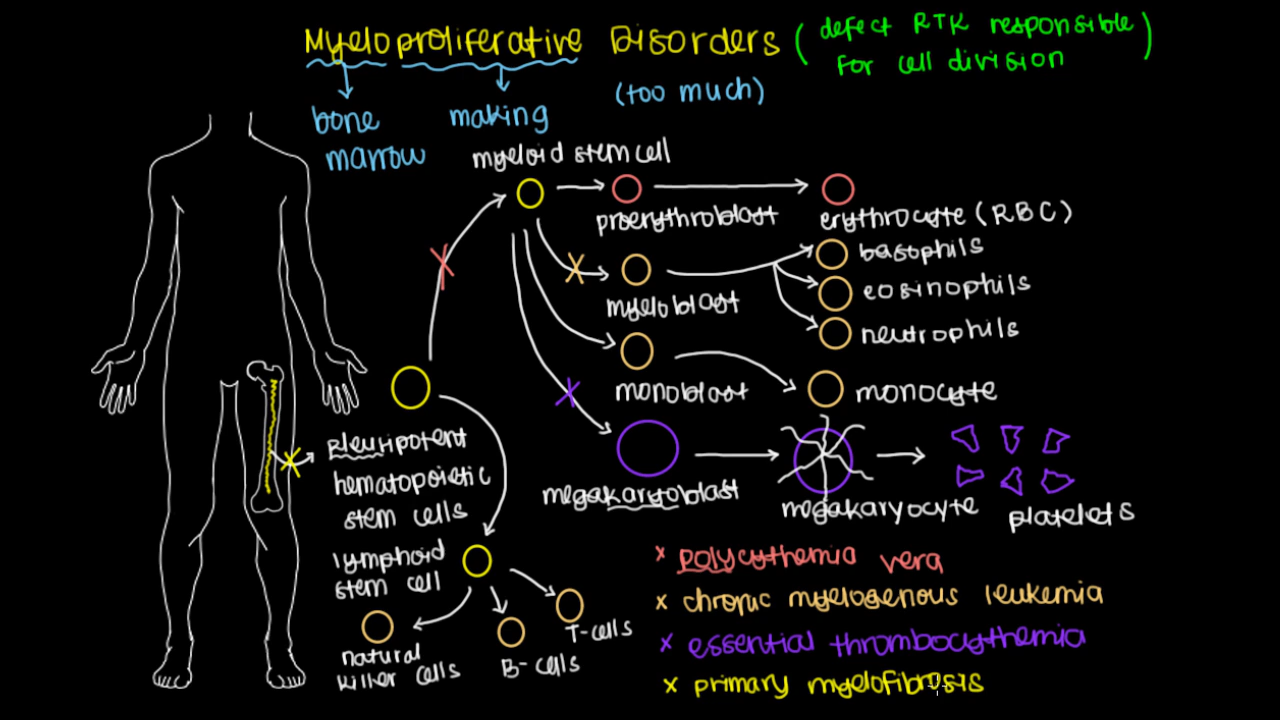 Myeloproliferative Disorders (defect RTK responsible
for cell division)
(too much)
bone
marrow
making
myeloid stem cell
proerythroblast
erythrocyte (RBC)
basophils
myeloblast
eosinophils
neutrophils
monoblast
monocyte
Pleuripotent
hematopoietic
stem cells
megakaryoblast
megakaryocyte
platelets
lymphoid
stem cell
T-cells
B-cells
natural
killer cells
x polycythemia vera
x chronic myelogenous leukemia
x essential thrombocythemia
x primary myelofibrosis